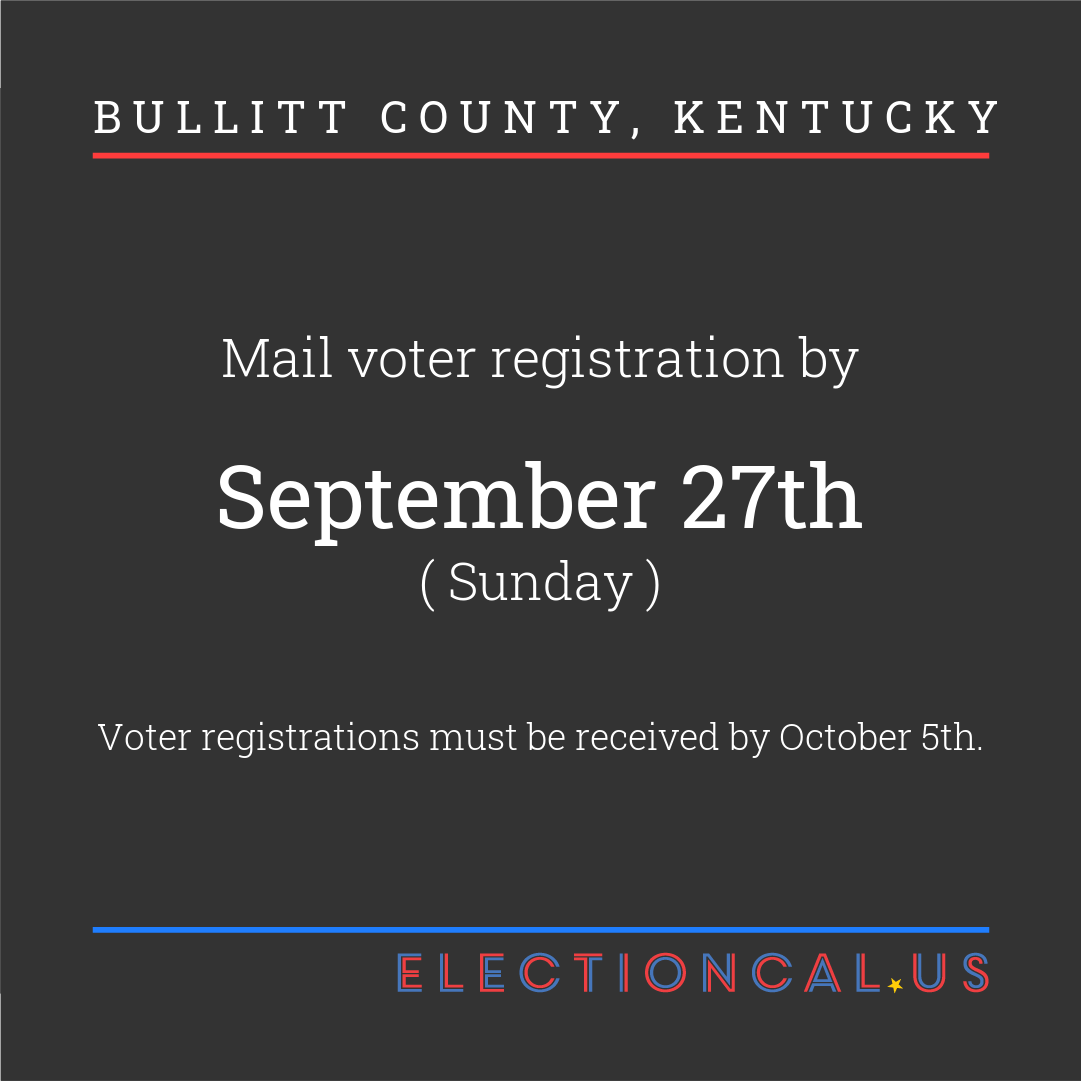 BULLITT COUNTY, KENTUCKY
Mail voter registration by
September 27th
( Sunday )
Voter registrations must be received by October 5th.
ELECTIONCAL.US